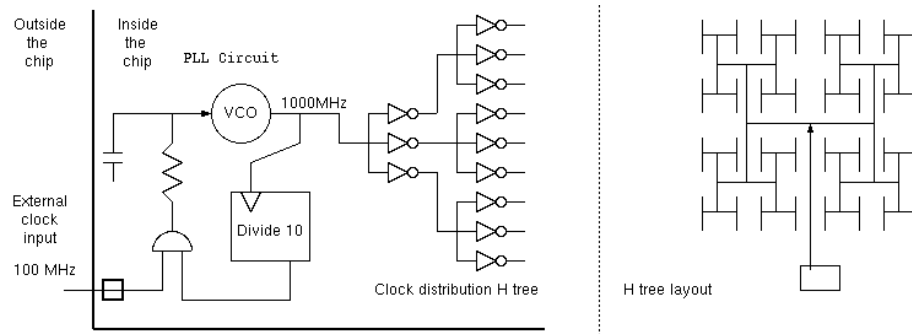 Outside
the
chip
Inside
the
chip
PLL Circuit
VCO
1000MHz
External
clock
input
100 MHz
Divide 10
Clock distribution H tree
H tree layout